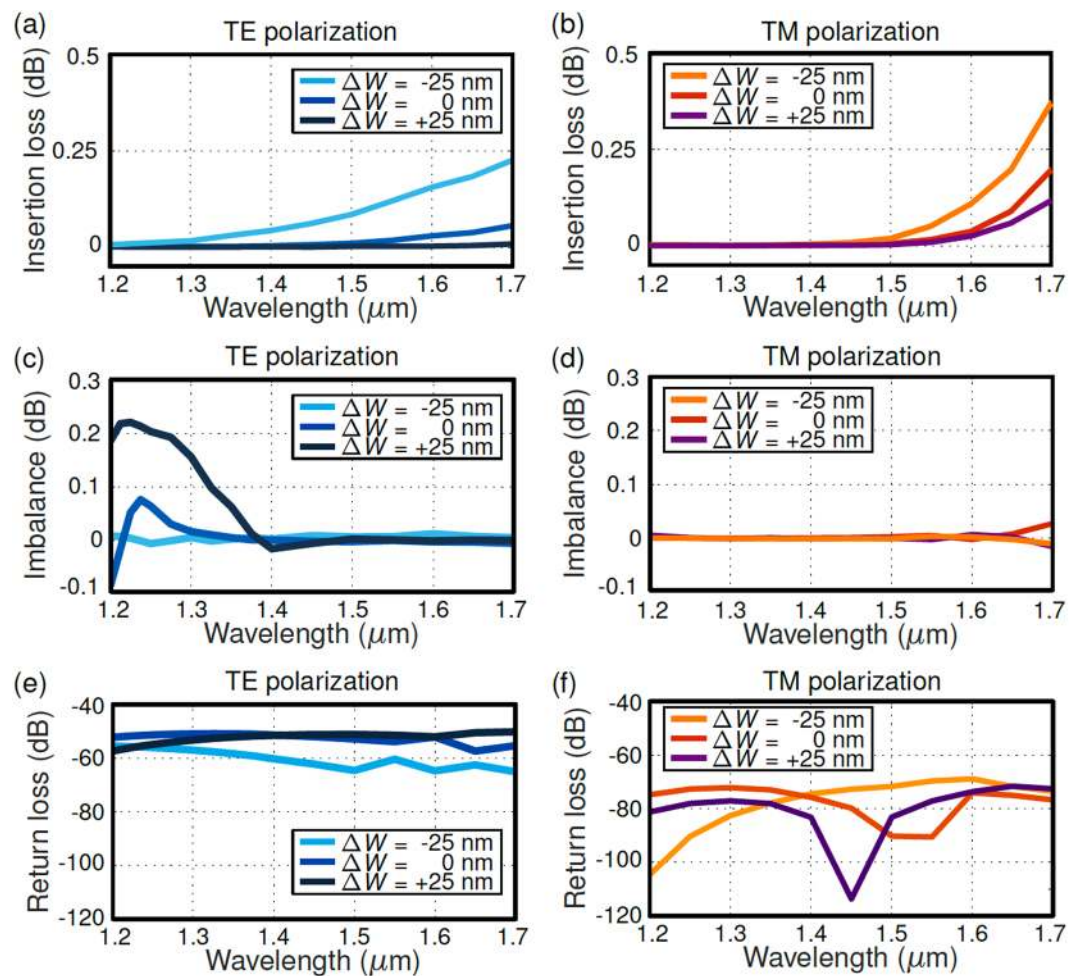 (a) TE polarization
Insertion loss (dB)
0.5
0.25
0
ΔW = -25 nm
ΔW = 0 nm
ΔW = +25 nm
1.2 1.3 1.4 1.5 1.6 1.7
Wavelength (μm)
(b) TM polarization
Insertion loss (dB)
0.5
0.25
0
ΔW = -25 nm
ΔW = 0 nm
ΔW = +25 nm
1.2 1.3 1.4 1.5 1.6 1.7
Wavelength (μm)
(c) TE polarization
Imbalance (dB)
0.3
0.2
0.1
0
-0.1
ΔW = -25 nm
ΔW = 0 nm
ΔW = +25 nm
1.2 1.3 1.4 1.5 1.6 1.7
Wavelength (μm)
(d) TM polarization
Imbalance (dB)
0.3
0.2
0.1
0
-0.1
ΔW = -25 nm
ΔW = 0 nm
ΔW = +25 nm
1.2 1.3 1.4 1.5 1.6 1.7
Wavelength (μm)
(e) TE polarization
Return loss (dB)
-40
-60
-80
-100
-120
ΔW = -25 nm
ΔW = 0 nm
ΔW = +25 nm
1.2 1.3 1.4 1.5 1.6 1.7
Wavelength (μm)
(f) TM polarization
Return loss (dB)
-40
-60
-80
-100
-120
ΔW = -25 nm
ΔW = 0 nm
ΔW = +25 nm
1.2 1.3 1.4 1.5 1.6 1.7
Wavelength (μm)